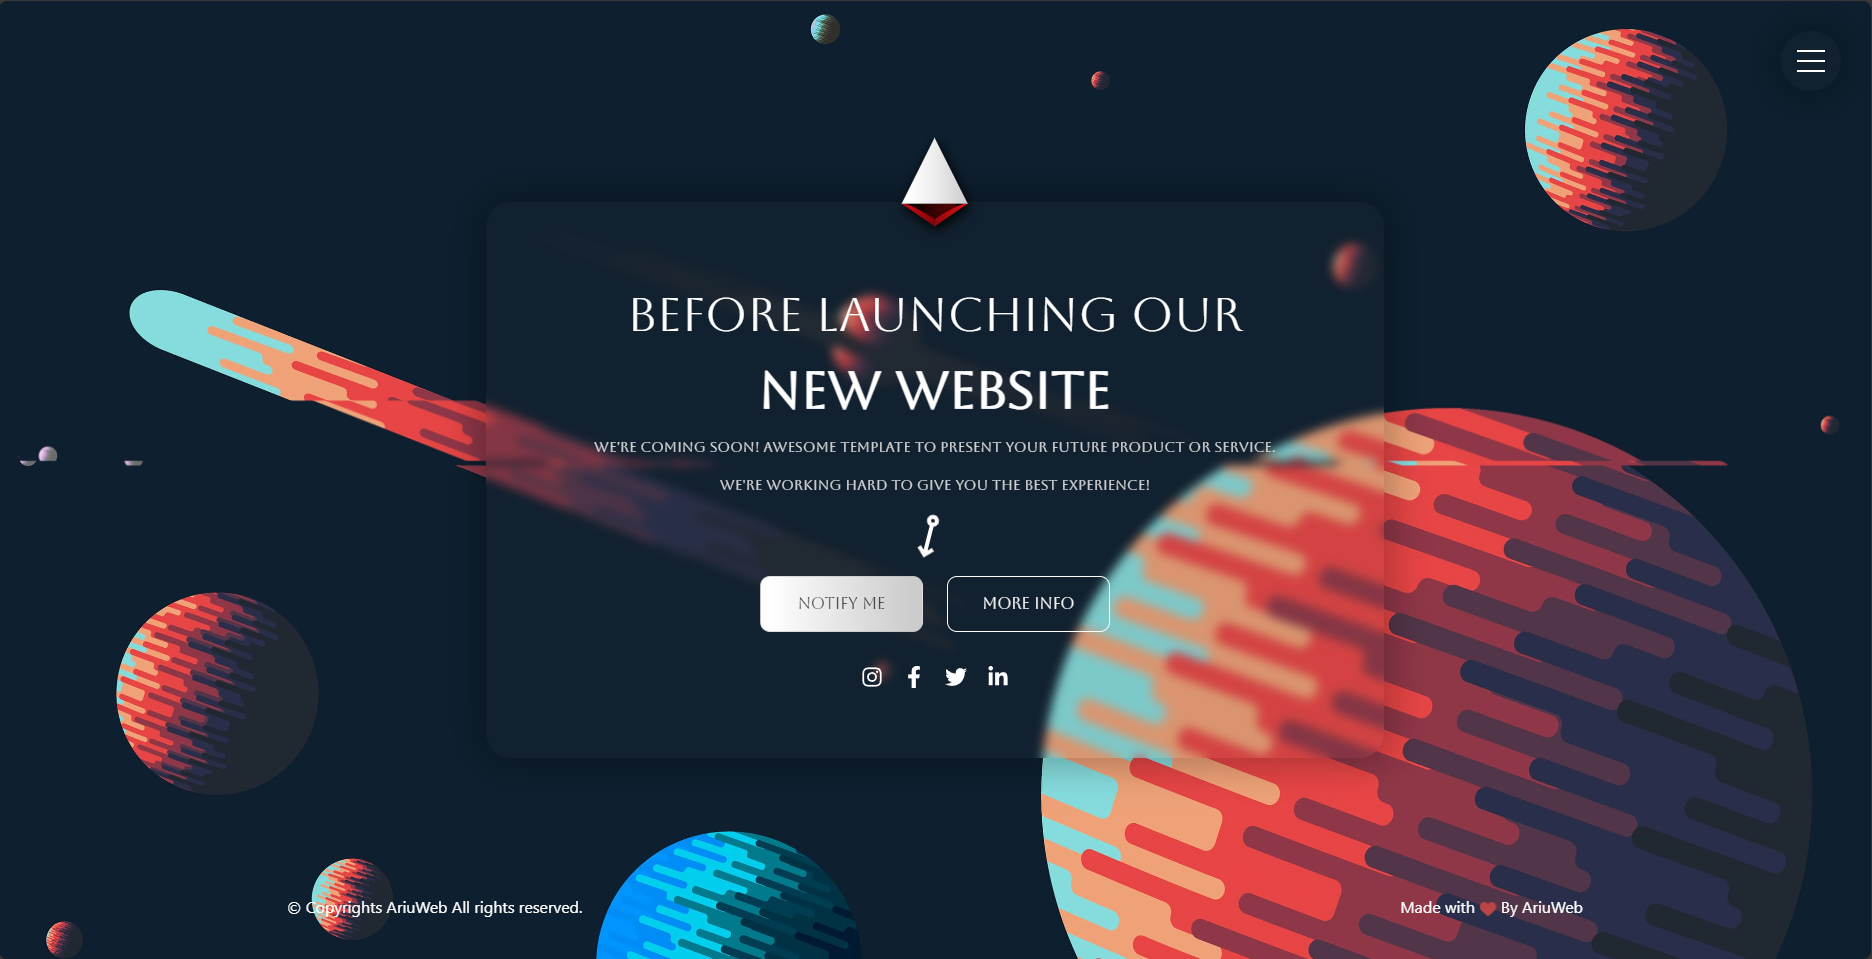 BEFORE LAUNCHING OUR
NEW WEBSITE
WE'RE COMING SOON! AWESOME TEMPLATE TO PRESENT YOUR FUTURE PRODUCT OR SERVICE.
WE'RE WORKING HARD TO GIVE YOU THE BEST EXPERIENCE!
NOTIFY ME
MORE INFO
© Copyrights AriuWeb All rights reserved.
Made with ❤ By AriuWeb